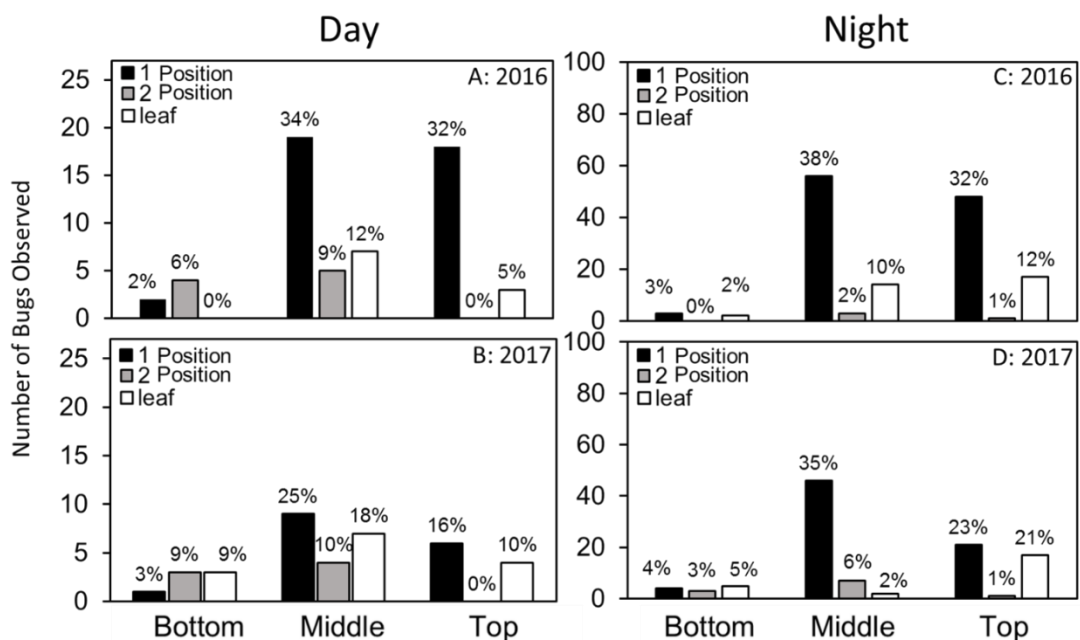 Day
Night
Number of Bugs Observed
A: 2016
1 Position
2 Position
leaf
25
20
15
10
5
0
2%
6%
0%
34%
9%
12%
32%
0%
5%
C: 2016
1 Position
2 Position
leaf
100
80
60
40
20
0
3%
0%
2%
38%
2%
10%
32%
1%
12%
B: 2017
1 Position
2 Position
leaf
25
20
15
10
5
0
3%
9%
9%
25%
10%
18%
16%
0%
10%
Bottom
Middle
Top
D: 2017
1 Position
2 Position
leaf
100
80
60
40
20
0
4%
3%
5%
35%
6%
2%
23%
1%
21%
Bottom
Middle
Top